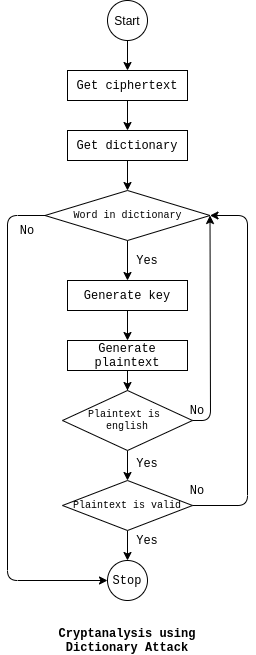 Start
Get ciphertext
Get dictionary
Word in dictionary
No
Yes
Generate key
Generate
plaintext
Plaintext is
english
No
Yes
Plaintext is valid
No
Yes
Stop
Cryptanalysis using
Dictionary Attack